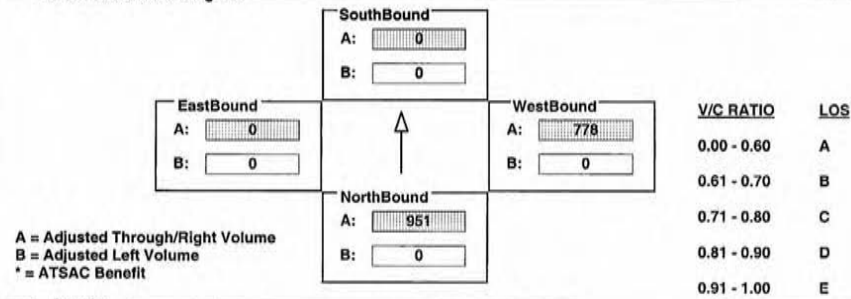 SouthBound
A: 0
B: 0
EastBound
A: 0
B: 0
WestBound
A: 778
B: 0
NorthBound
A: 951
B: 0
A = Adjusted Through/Right Volume
B = Adjusted Left Volume
* = ATSAC Benefit
V/C RATIO LOS
0.00 - 0.60 A
0.61 - 0.70 B
0.71 - 0.80 C
0.81 - 0.90 D
0.91 - 1.00 E